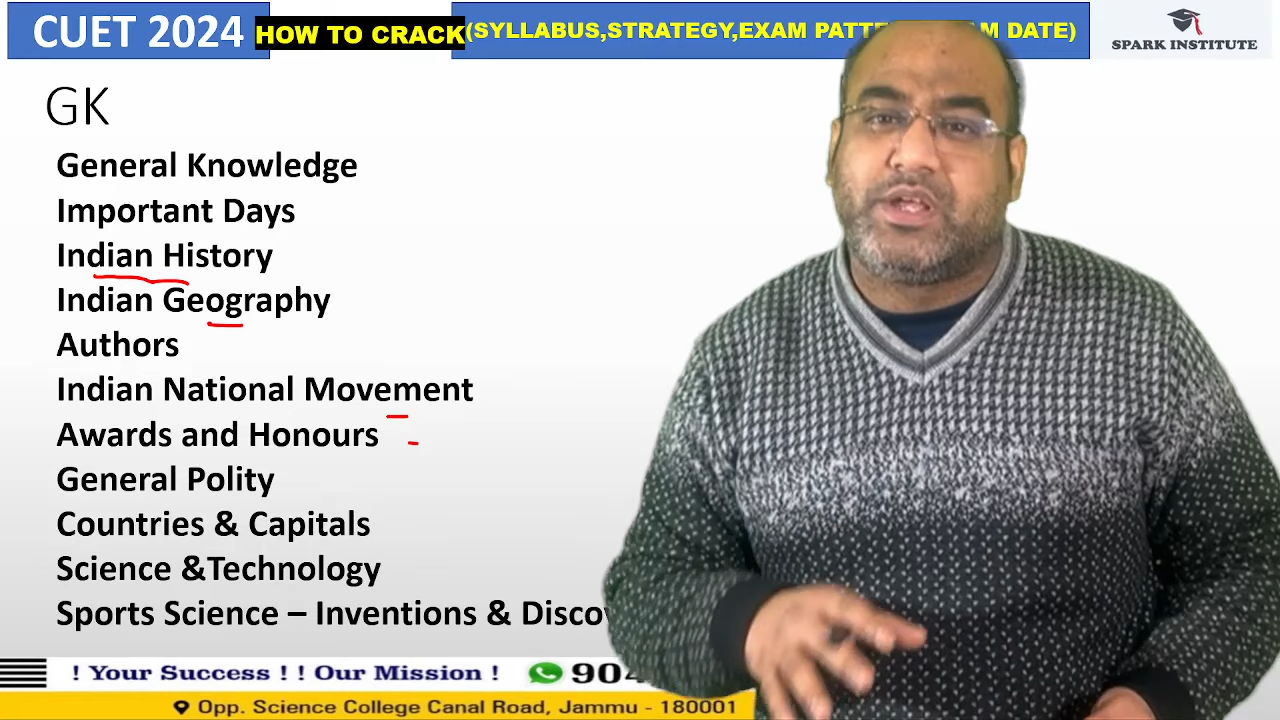 CUET 2024 HOW TO CRACK (SYLLABUS,STRATEGY,EXAM DATE)
SPARK INSTITUTE
GK
General Knowledge
Important Days
Indian History
Indian Geography
Authors
Indian National Movement
Awards and Honours
General Polity
Countries & Capitals
Science &Technology
Sports Science – Inventions &
! Your Success ! ! Our Mission !
Opp. Science College Canal Road, Jammu - 180001